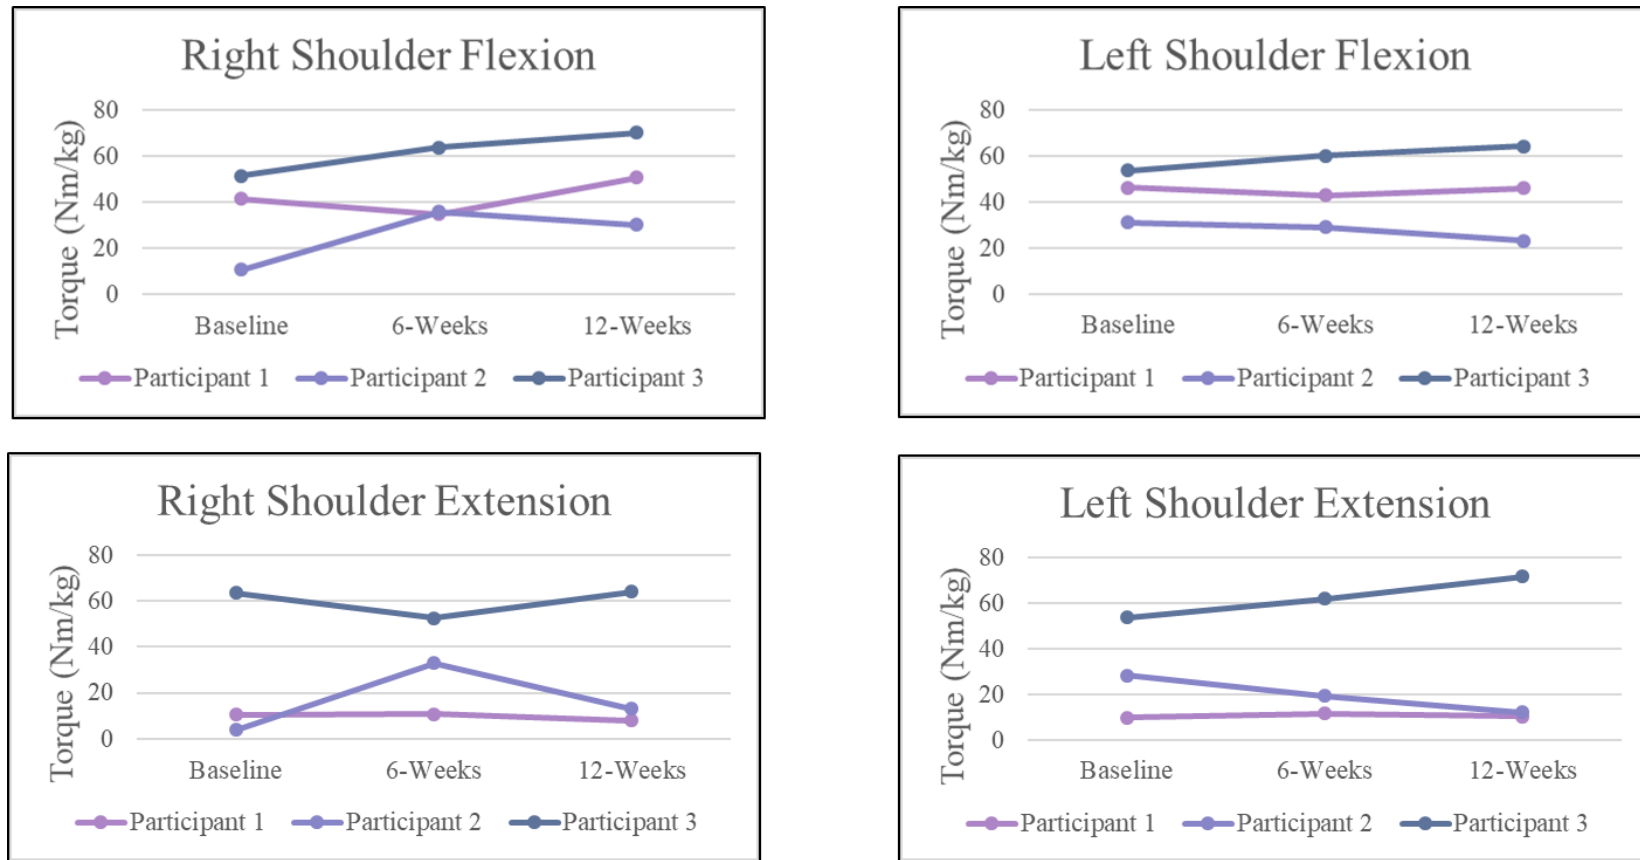 Right Shoulder Flexion
Torque (Nm/kg)
80
60
40
20
0
Baseline 6-Weeks 12-Weeks
Participant 1 Participant 2 Participant 3
Left Shoulder Flexion
Torque (Nm/kg)
80
60
40
20
0
Baseline 6-Weeks 12-Weeks
Participant 1 Participant 2 Participant 3
Right Shoulder Extension
Torque (Nm/kg)
80
60
40
20
0
Baseline 6-Weeks 12-Weeks
Participant 1 Participant 2 Participant 3
Left Shoulder Extension
Torque (Nm/kg)
80
60
40
20
0
Baseline 6-Weeks 12-Weeks
Participant 1 Participant 2 Participant 3